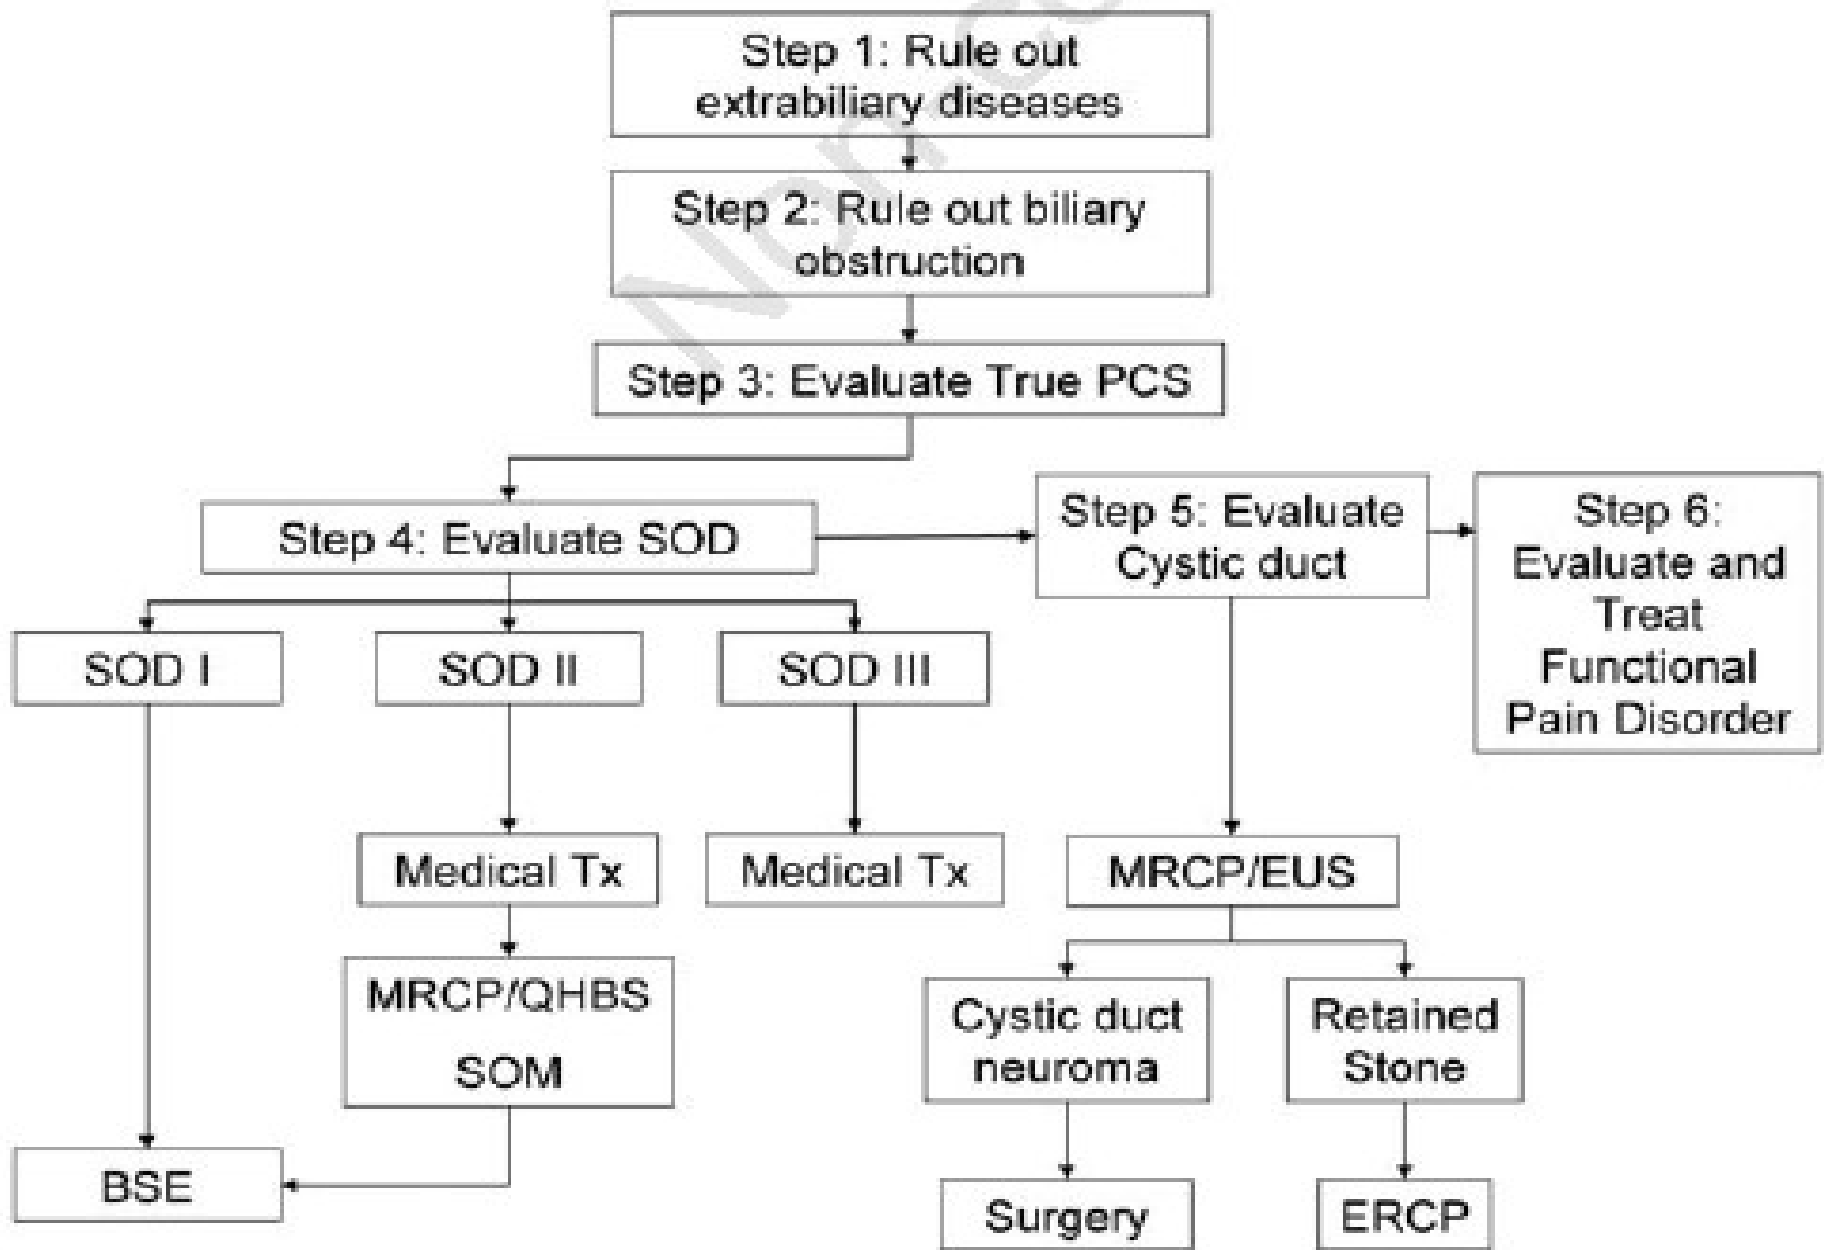 Step 1: Rule out
extrabiliary diseases
Step 2: Rule out biliary
obstruction
Step 3: Evaluate True PCS
Step 4: Evaluate SOD
Step 5: Evaluate
Cystic duct
Step 6:
Evaluate and
Treat
Functional
Pain Disorder
SOD I
SOD II
SOD III
Medical Tx
Medical Tx
MRCP/EUS
MRCP/QHBS
SOM
Cystic duct
neuroma
Retained
Stone
BSE
Surgery
ERCP